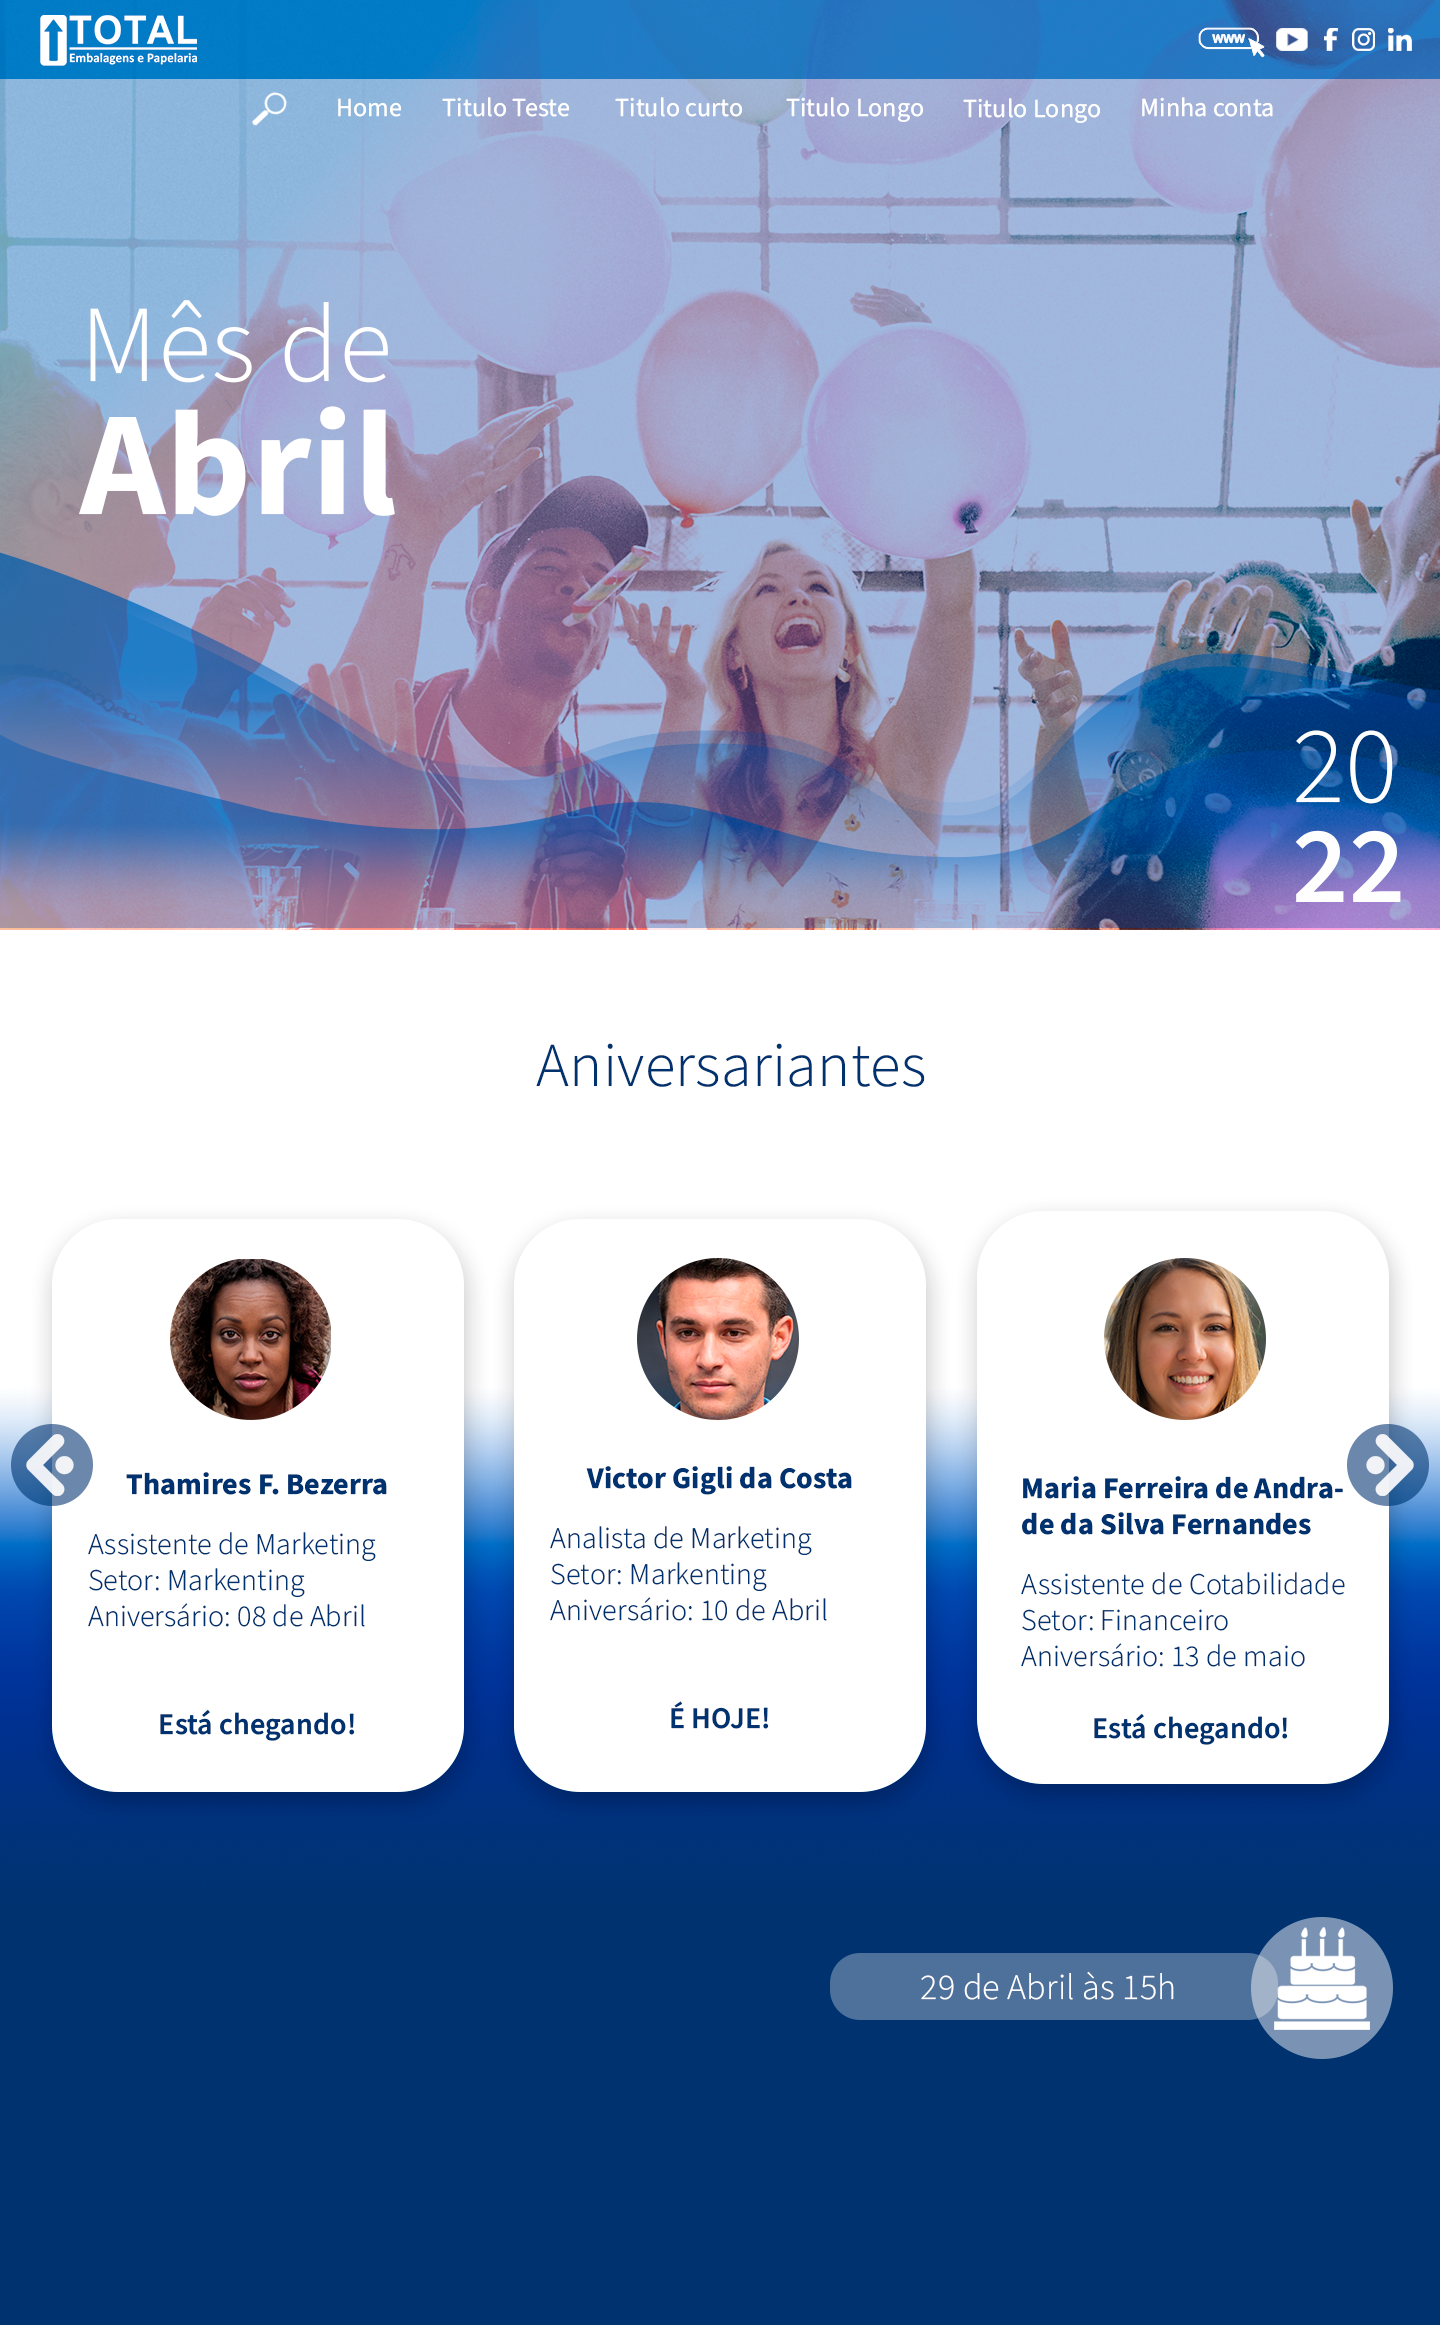 TOTAL
Embalagens e Papelaria
www
Home
Titulo Teste
Titulo curto
Titulo Longo
Titulo Longo
Minha conta
Mês de
Abril
20
22
Aniversariantes
Thamires F. Bezerra
Assistente de Marketing
Setor: Markenting
Aniversário: 08 de Abril
Está chegando!
Victor Gigli da Costa
Analista de Marketing
Setor: Markenting
Aniversário: 10 de Abril
É HOJE!
Maria Ferreira de Andra-
de da Silva Fernandes
Assistente de Cotabilidade
Setor: Financeiro
Aniversário: 13 de maio
Está chegando!
29 de Abril às 15h